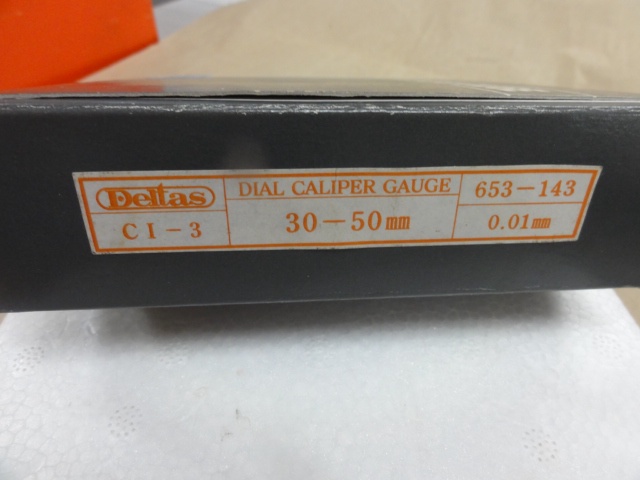 Deltas
CI-3
DIAL CALIPER GAUGE
30-50mm
653-143
0.01mm